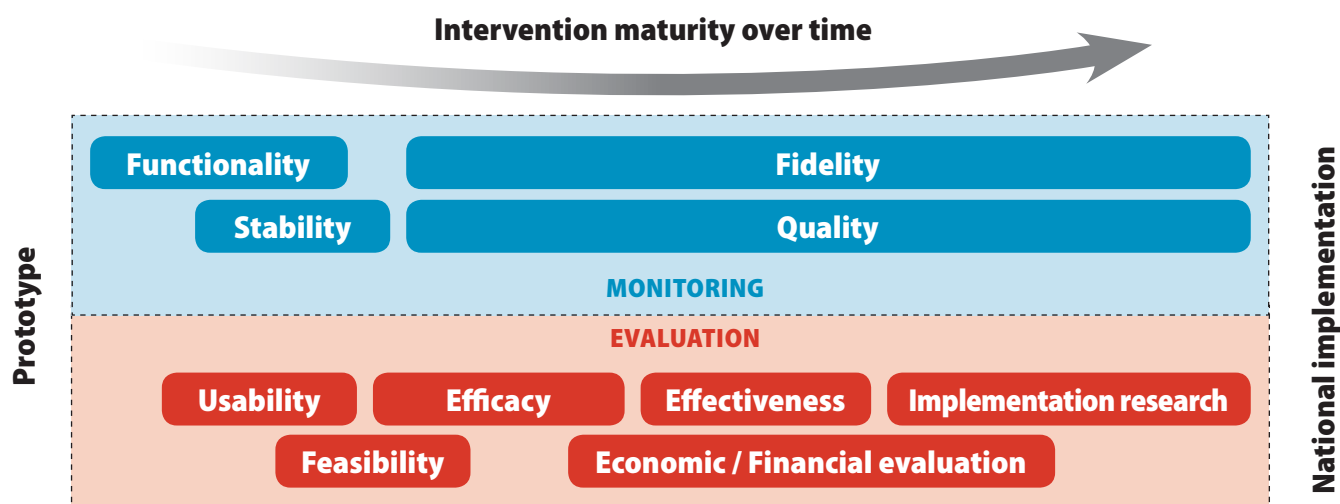 Intervention maturity over time
Prototype
Functionality
Fidelity
Stability
Quality
MONITORING
EVALUATION
Usability
Efficacy
Effectiveness
Implementation research
Feasibility
Economic / Financial evaluation
National implementation